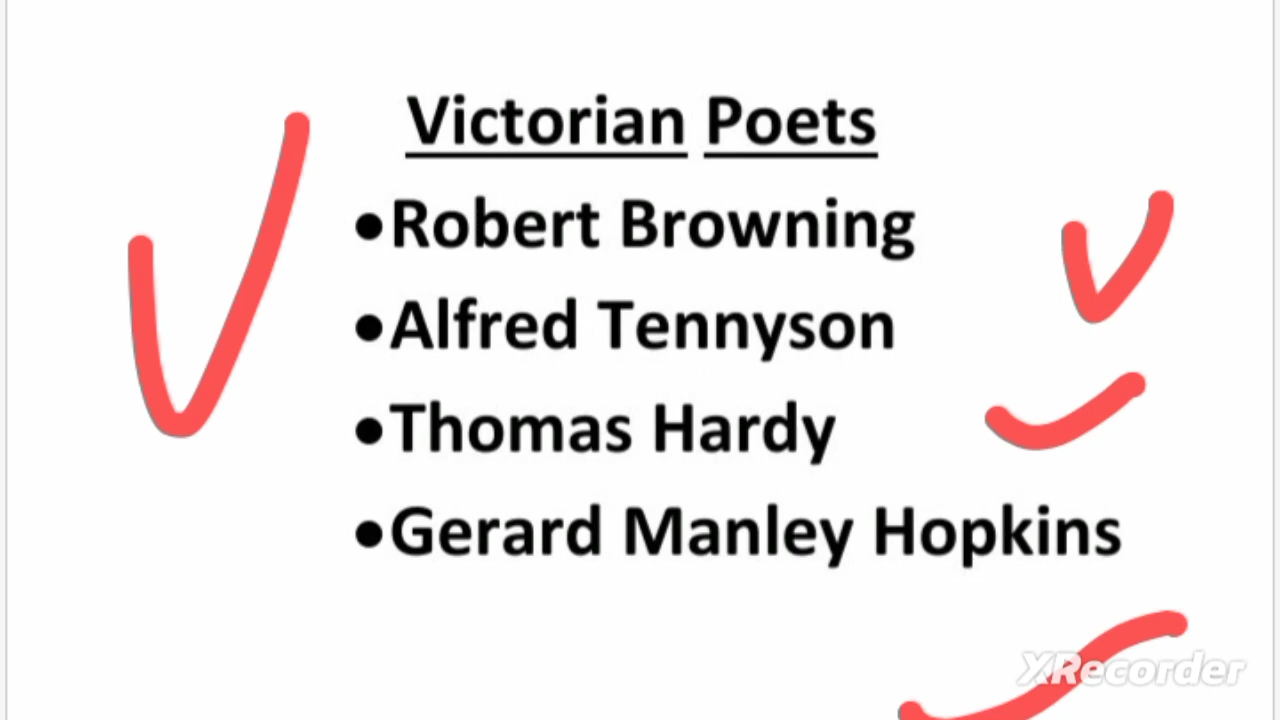 Victorian Poets
•Robert Browning
•Alfred Tennyson
•Thomas Hardy
•Gerard Manley Hopkins
XRecorder